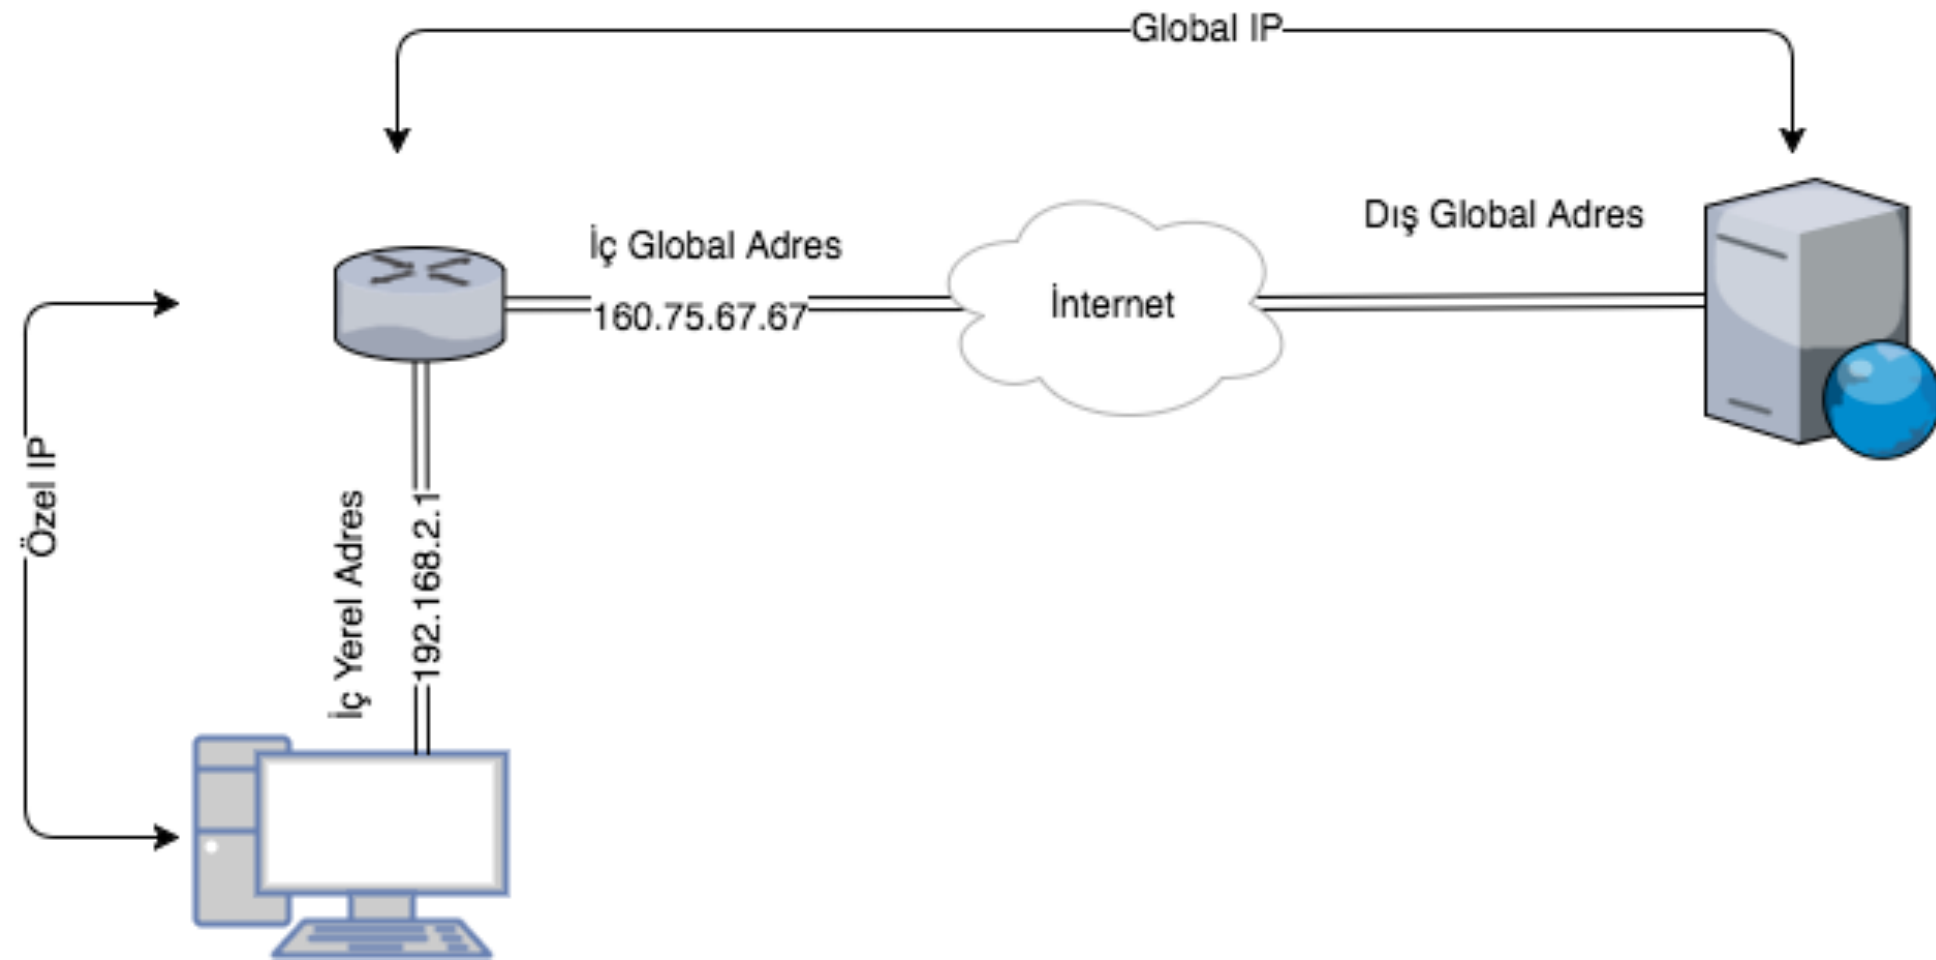 Global IP
Dış Global Adres
İç Global Adres
160.75.67.67
İnternet
Özel IP
İç Yerel Adres
192.168.2.1